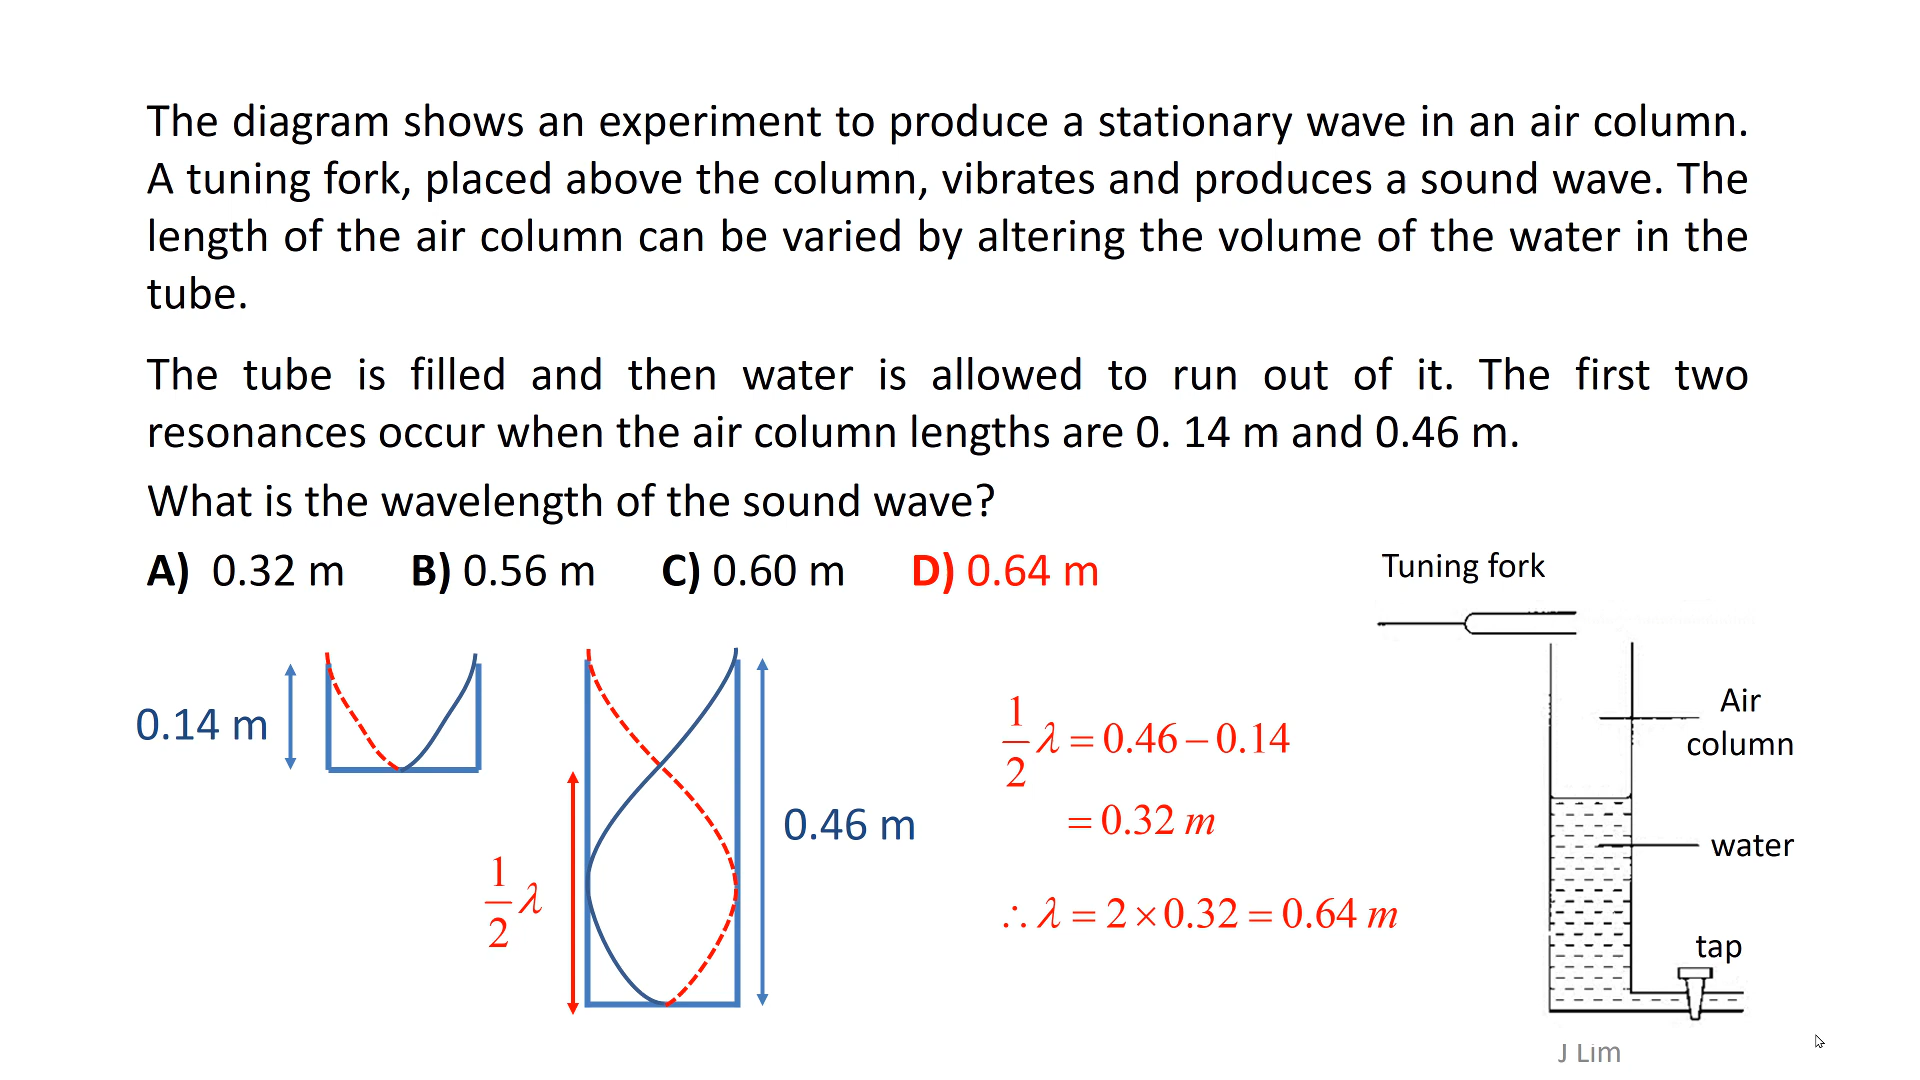 The diagram shows an experiment to produce a stationary wave in an air column.
A tuning fork, placed above the column, vibrates and produces a sound wave. The
length of the air column can be varied by altering the volume of the water in the
tube.
The tube is filled and then water is allowed to run out of it. The first two
resonances occur when the air column lengths are 0. 14 m and 0.46 m.
What is the wavelength of the sound wave?
A) 0.32 m B) 0.56 m C) 0.60 m D) 0.64 m
Tuning fork
0.14 m
1/2 λ
0.46 m
1/2 λ = 0.46 – 0.14
= 0.32 m
∴ λ = 2 × 0.32 = 0.64 m
Air
column
water
tap
J Lim